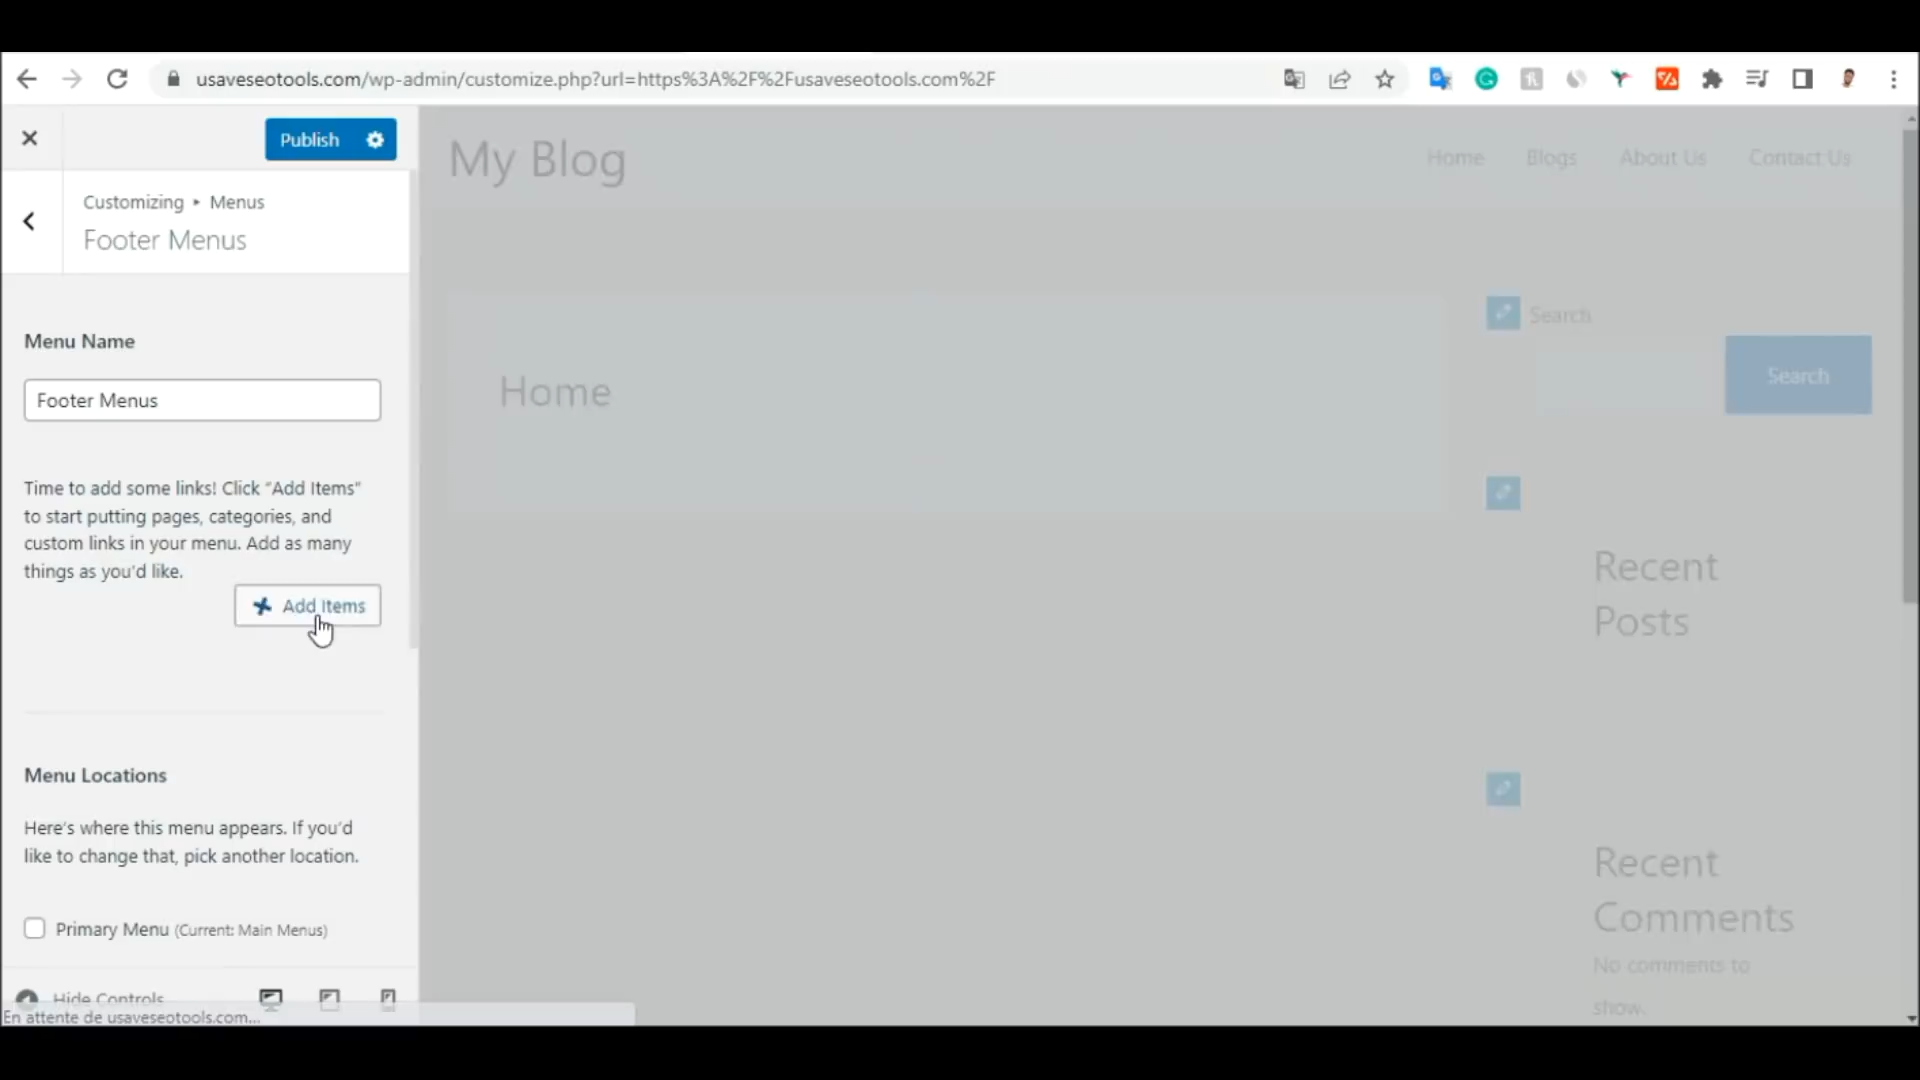 usaveseotools.com/wp-admin/customize.php?url=https%3A%2F%2Fusaveseotools.com%2F
Publish
Customizing ▸ Menus
Footer Menus
Menu Name
Footer Menus
Time to add some links! Click “Add Items”
to start putting pages, categories, and
custom links in your menu. Add as many
things as you'd like.
Add Items
Menu Locations
Here's where this menu appears. If you'd
like to change that, pick another location.
Primary Menu (Current: Main Menus)
Hide Controls
En attente de usaveseotools.com...
My Blog
Home Blogs About Us Contact Us
Home
Search
Search
Recent
Posts
Recent
Comments
No comments to
show.